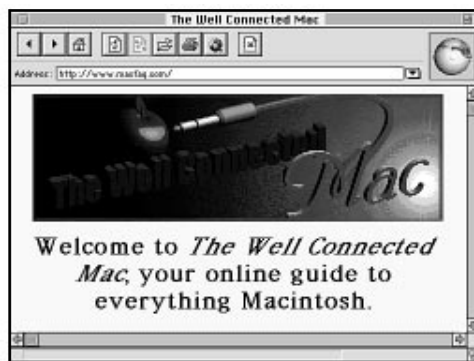 The Well Connected Mac
Address: http://www.macfaq.com/
The Well Connected
Mac
Welcome to The Well Connected
Mac, your online guide to
everything Macintosh.